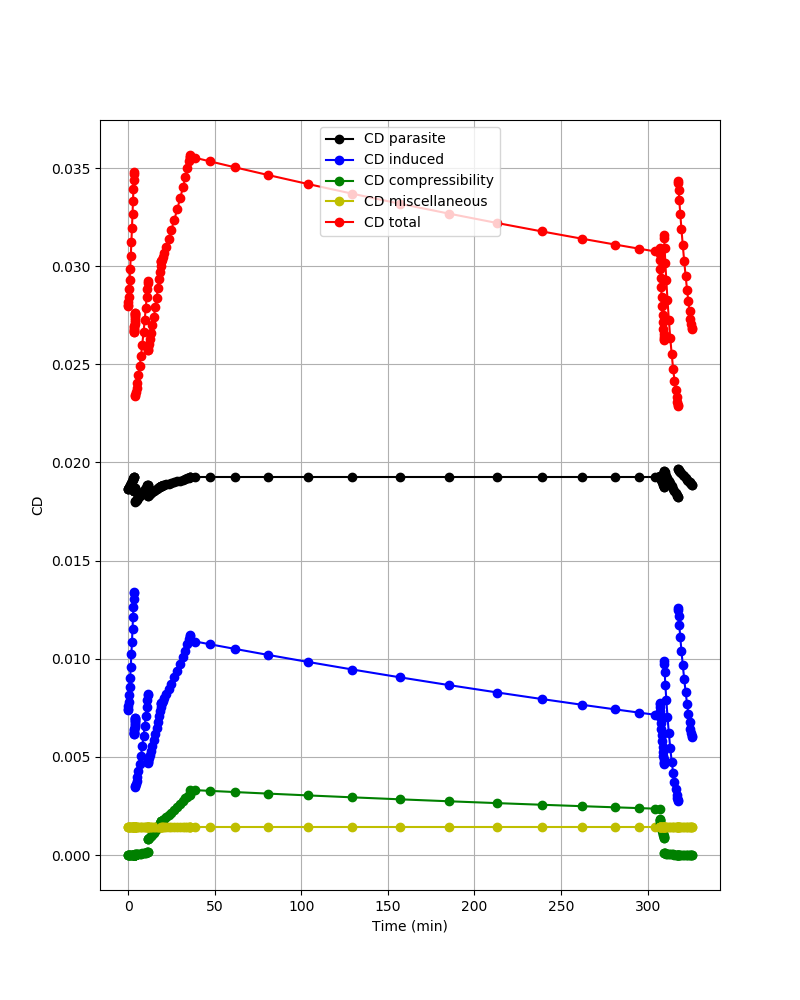 CD parasite
CD induced
CD compressibility
CD miscellaneous
CD total
0.035
0.030
0.025
0.020
0.015
0.010
0.005
0.000
CD
0 50 100 150 200 250 300
Time (min)